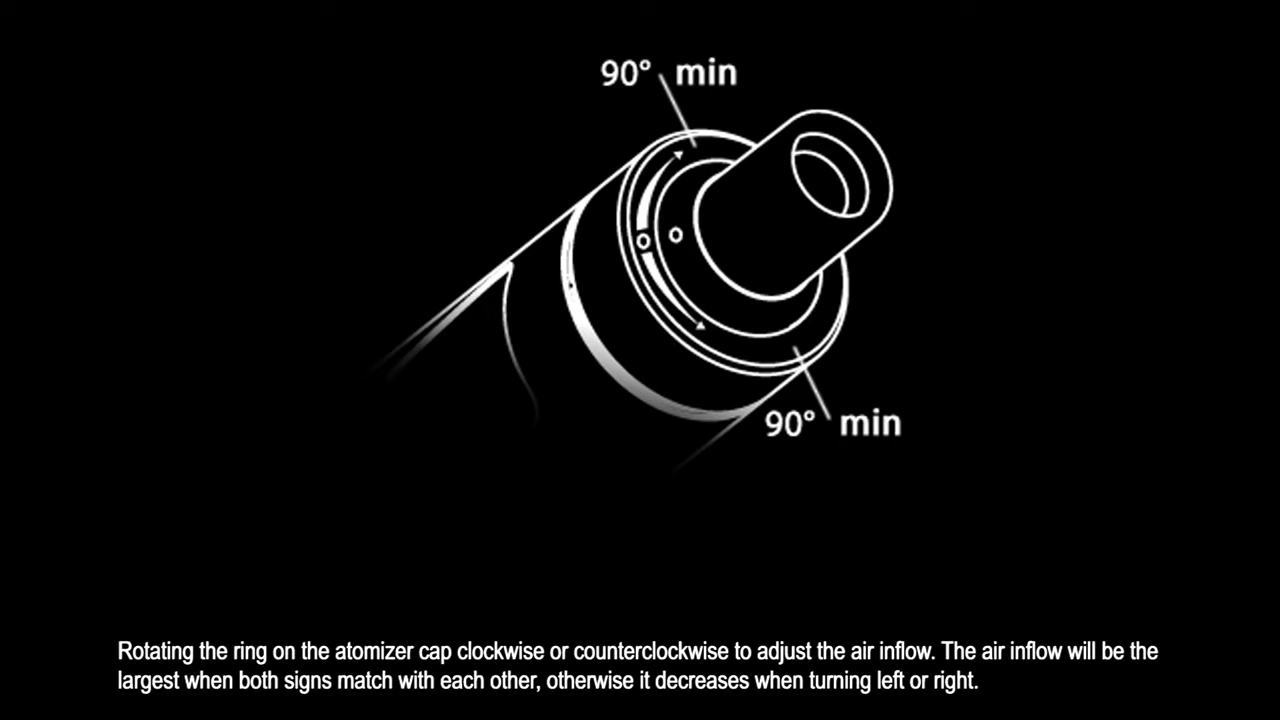 90° min
90° min
Rotating the ring on the atomizer cap clockwise or counterclockwise to adjust the air inflow. The air inflow will be the
largest when both signs match with each other, otherwise it decreases when turning left or right.